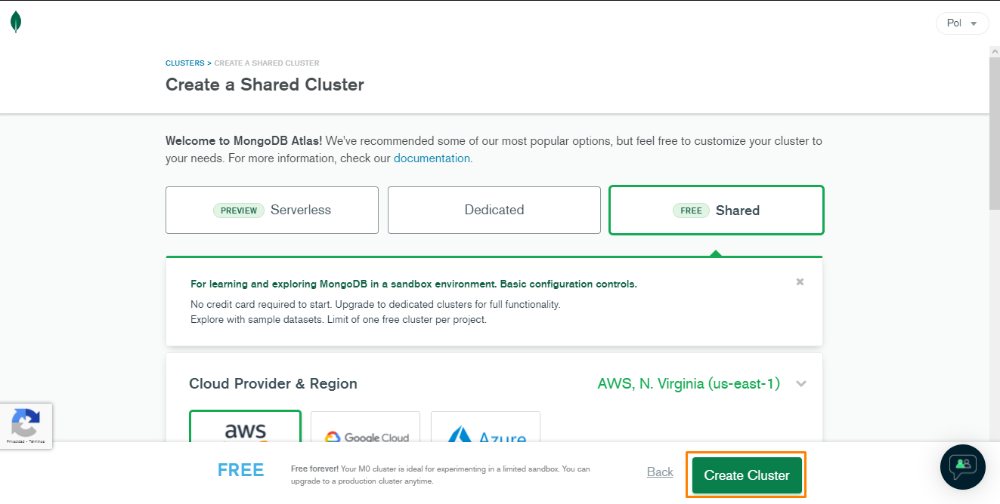 Pol
CLUSTERS > CREATE A SHARED CLUSTER
Create a Shared Cluster
Welcome to MongoDB Atlas! We've recommended some of our most popular options, but feel free to customize your cluster to
your needs. For more information, check our documentation.
PREVIEW Serverless
Dedicated
FREE Shared
For learning and exploring MongoDB in a sandbox environment. Basic configuration controls.
No credit card required to start. Upgrade to dedicated clusters for full functionality.
Explore with sample datasets. Limit of one free cluster per project.
Cloud Provider & Region
AWS, N. Virginia (us-east-1)
aws
Google Cloud
Azure
Privacidad - Términos
FREE
Free forever! Your M0 cluster is ideal for experimenting in a limited sandbox. You can
upgrade to a production cluster anytime.
Back
Create Cluster